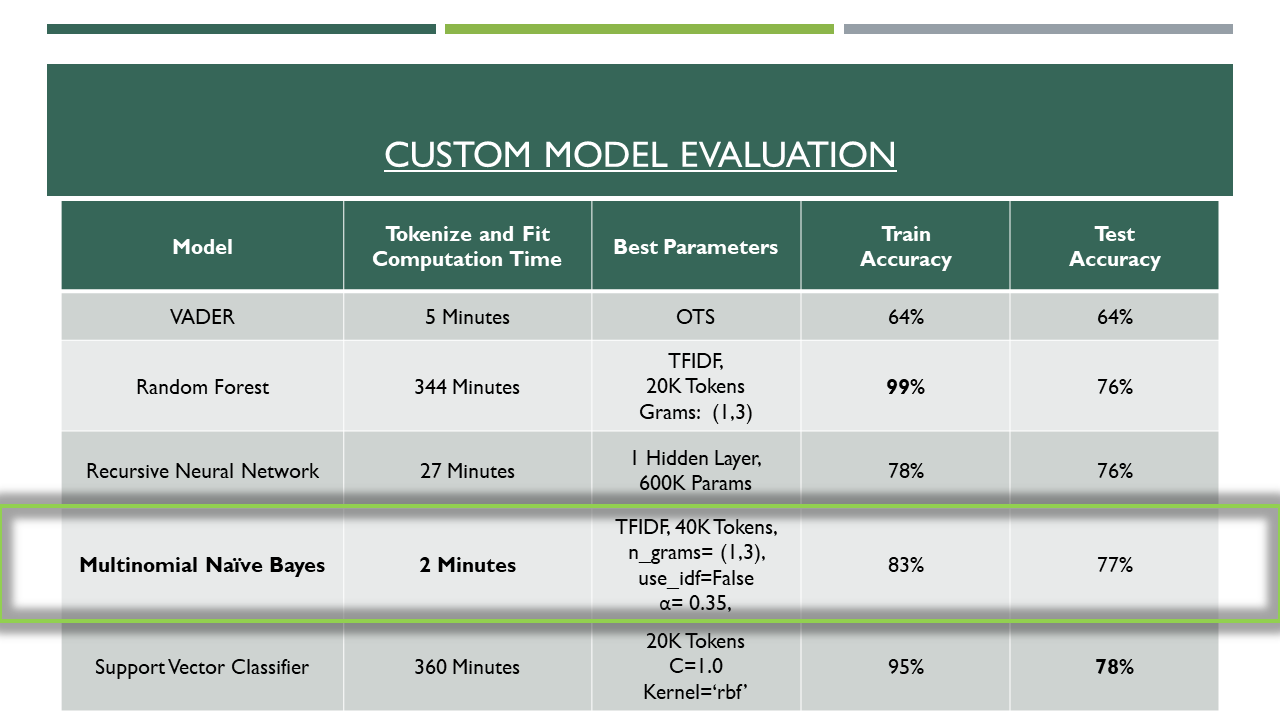 CUSTOM MODEL EVALUATION
Model
Tokenize and Fit
Computation Time
Best Parameters
Train
Accuracy
Test
Accuracy
VADER
5 Minutes
OTS
64%
64%
Random Forest
344 Minutes
TFIDF,
20K Tokens
Grams:  (1,3)
99%
76%
Recursive Neural Network
27 Minutes
1 Hidden Layer,
600K Params
78%
76%
Multinomial Naïve Bayes
2 Minutes
TFIDF, 40K Tokens,
n_grams= (1,3),
use_idf=False
α= 0.35,
83%
77%
Support Vector Classifier
360 Minutes
20K Tokens
C=1.0
Kernel=‘rbf’
95%
78%